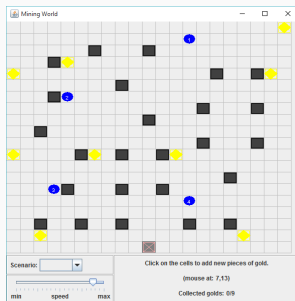 Mining World
1
2
3
4
Scenario:
Click on the cells to add new pieces of gold.
(mouse at: 7,13)
min speed max
Collected golds: 0/9